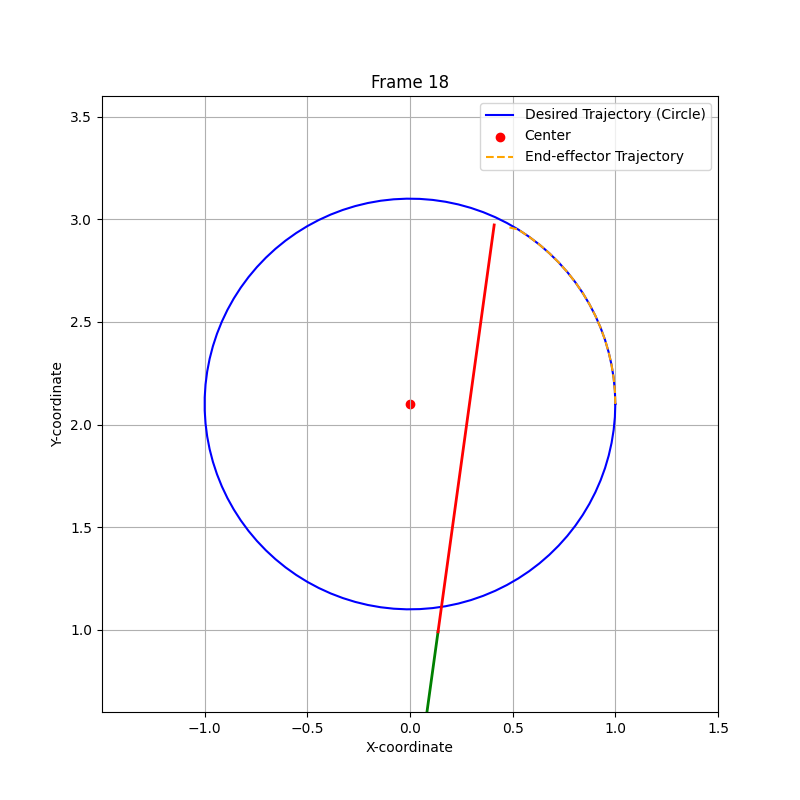 Frame 18
Desired Trajectory (Circle)
Center
End-effector Trajectory
3.5
3.0
2.5
2.0
1.5
1.0
Y-coordinate
−1.0 −0.5 0.0 0.5 1.0 1.5
X-coordinate